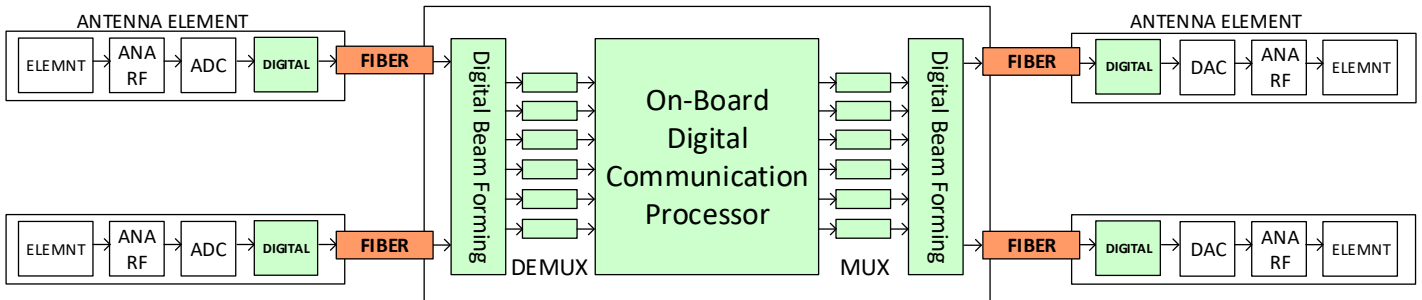 ANTENNA ELEMENT
ELEMNT
ANA
RF
ADC
DIGITAL
FIBER
ELEMNT
ANA
RF
ADC
DIGITAL
FIBER
Digital Beam Forming
DEMUX
On-Board
Digital
Communication
Processor
MUX
Digital Beam Forming
ANTENNA ELEMENT
FIBER
DIGITAL
DAC
ANA
RF
ELEMNT
FIBER
DIGITAL
DAC
ANA
RF
ELEMNT